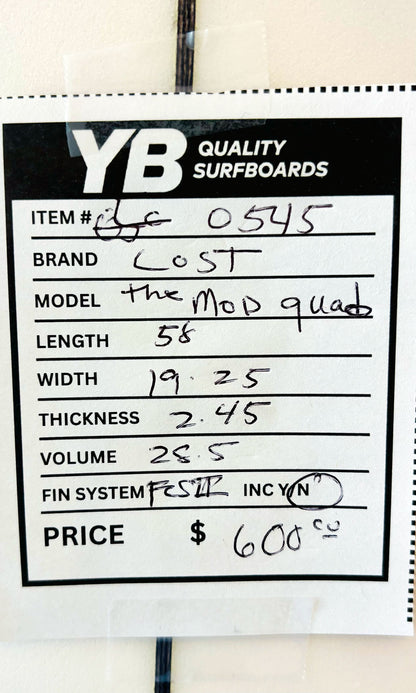 YB QUALITY
SURFBOARDS
ITEM # 0545
BRAND LOST
MODEL the MOD quad
LENGTH 58
WIDTH 19.25
THICKNESS 2.45
VOLUME 28.5
FIN SYSTEM FCSII INC Y/N
PRICE $ 600.00